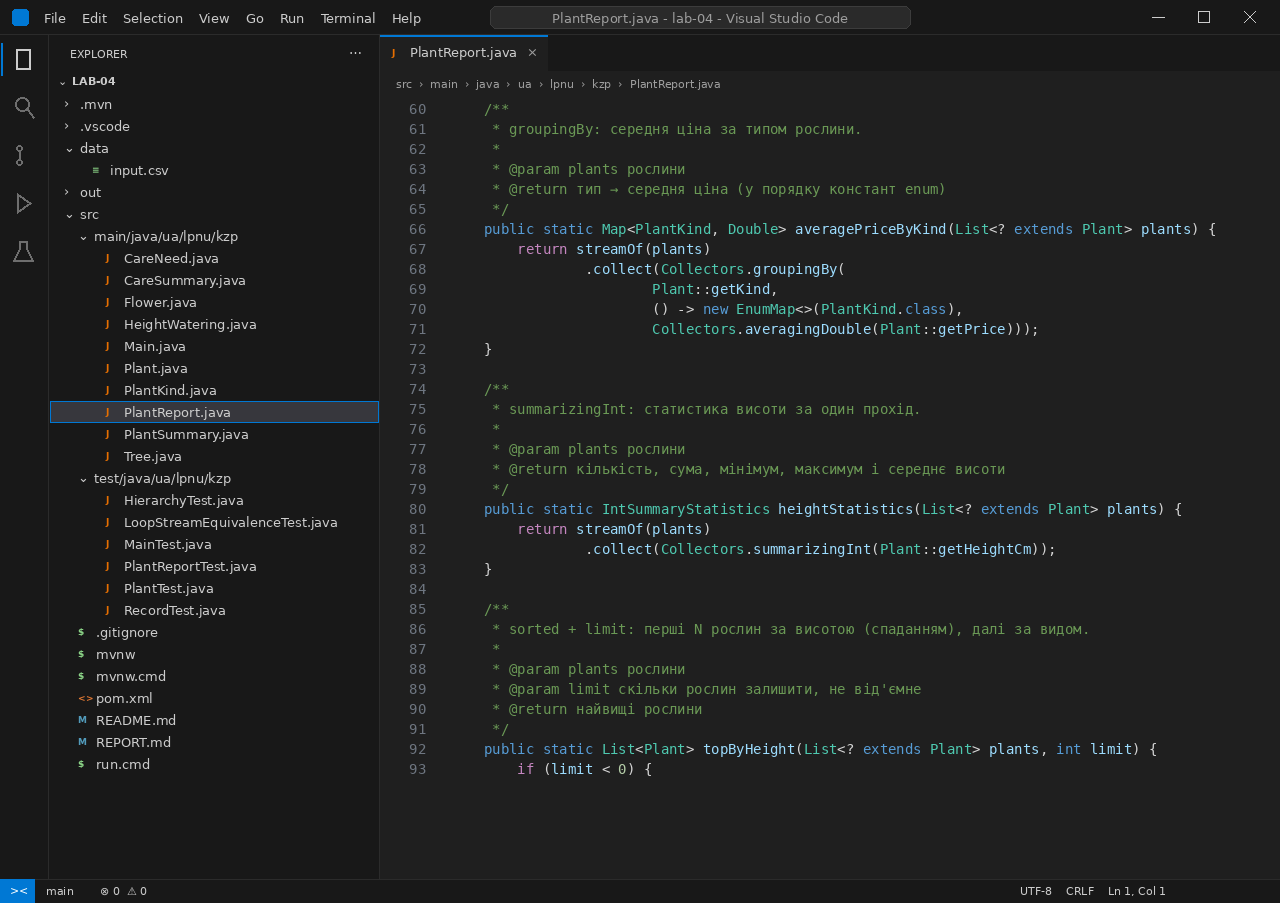 File Edit Selection View Go Run Terminal Help
PlantReport.java - lab-04 - Visual Studio Code
EXPLORER
LAB-04
.mvn
.vscode
data
input.csv
out
src
main/java/ua/lpnu/kzp
J CareNeed.java
J CareSummary.java
J Flower.java
J HeightWatering.java
J Main.java
J Plant.java
J PlantKind.java
J PlantReport.java
J PlantSummary.java
J Tree.java
test/java/ua/lpnu/kzp
J HierarchyTest.java
J LoopStreamEquivalenceTest.java
J MainTest.java
J PlantReportTest.java
J PlantTest.java
J RecordTest.java
$ .gitignore
$ mvnw
$ mvnw.cmd
<> pom.xml
M README.md
M REPORT.md
$ run.cmd
J PlantReport.java ×
src › main › java › ua › lpnu › kzp › PlantReport.java
60 /**
61 * groupingBy: середня ціна за типом рослини.
62 *
63 * @param plants рослини
64 * @return тип → середня ціна (у порядку констант enum)
65 */
66 public static Map<PlantKind, Double> averagePriceByKind(List<? extends Plant> plants) {
67 return streamOf(plants)
68 .collect(Collectors.groupingBy(
69 Plant::getKind,
70 () -> new EnumMap<>(PlantKind.class),
71 Collectors.averagingDouble(Plant::getPrice)));
72 }
73
74 /**
75 * summarizingInt: статистика висоти за один прохід.
76 *
77 * @param plants рослини
78 * @return кількість, сума, мінімум, максимум і середнє висоти
79 */
80 public static IntSummaryStatistics heightStatistics(List<? extends Plant> plants) {
81 return streamOf(plants)
82 .collect(Collectors.summarizingInt(Plant::getHeightCm));
83 }
84
85 /**
86 * sorted + limit: перші N рослин за висотою (спаданням), далі за видом.
87 *
88 * @param plants рослини
89 * @param limit скільки рослин залишити, не від'ємне
90 * @return найвищі рослини
91 */
92 public static List<Plant> topByHeight(List<? extends Plant> plants, int limit) {
93 if (limit < 0) {
>< main ⊗ 0 ⚠ 0 UTF-8 CRLF Ln 1, Col 1